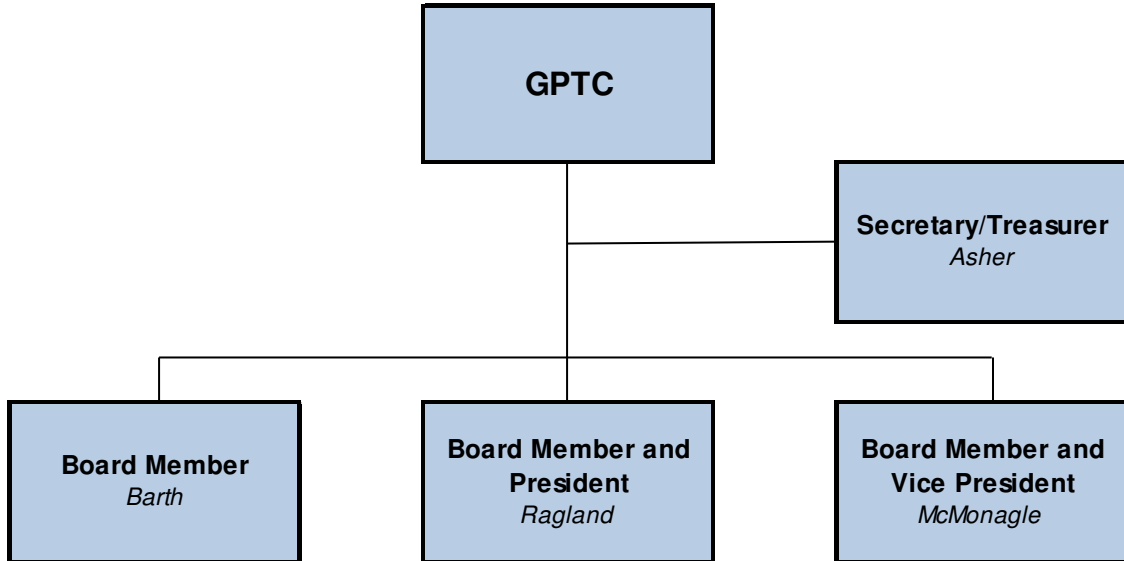 GPTC
Secretary/Treasurer
Asher
Board Member
Barth
Board Member and
President
Ragland
Board Member and
Vice President
McMonagle